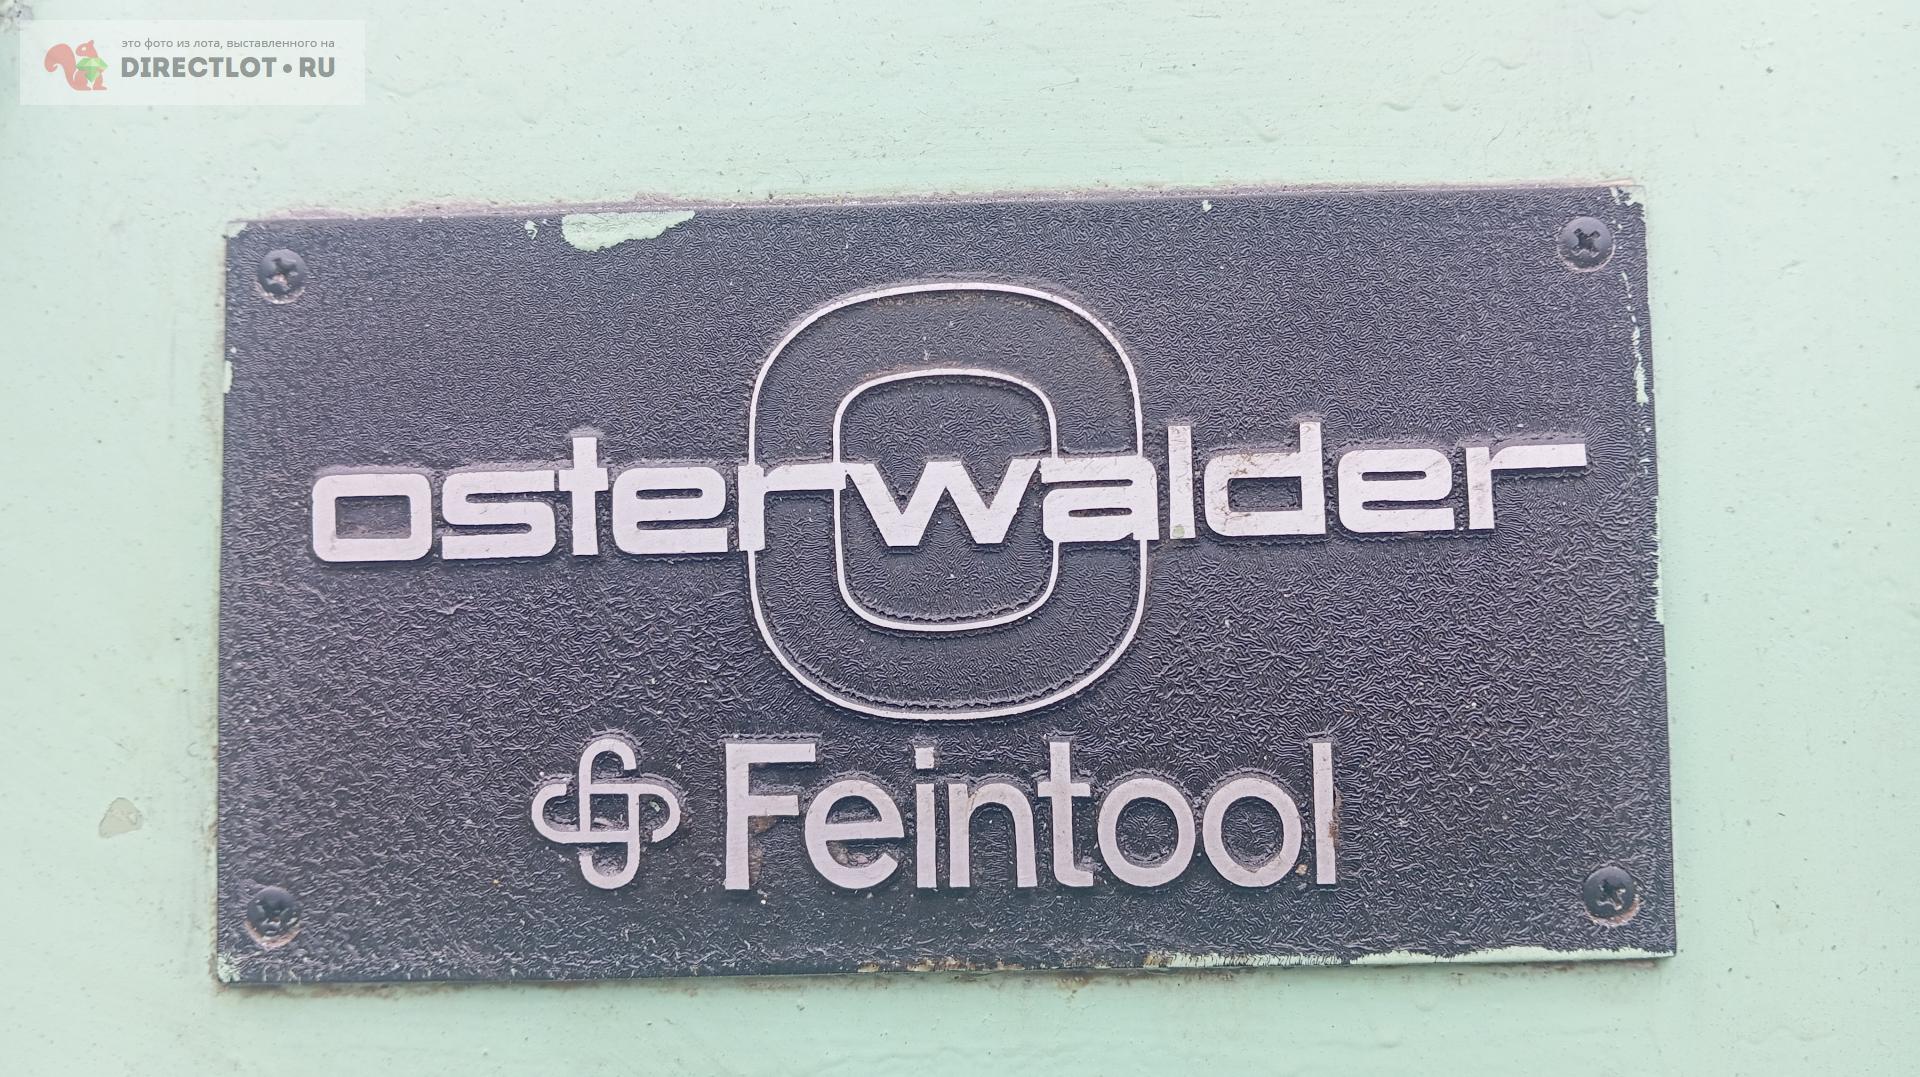 это фото из лота, выставленного на
DIRECTLOT•RU
osterwalder
Feintool